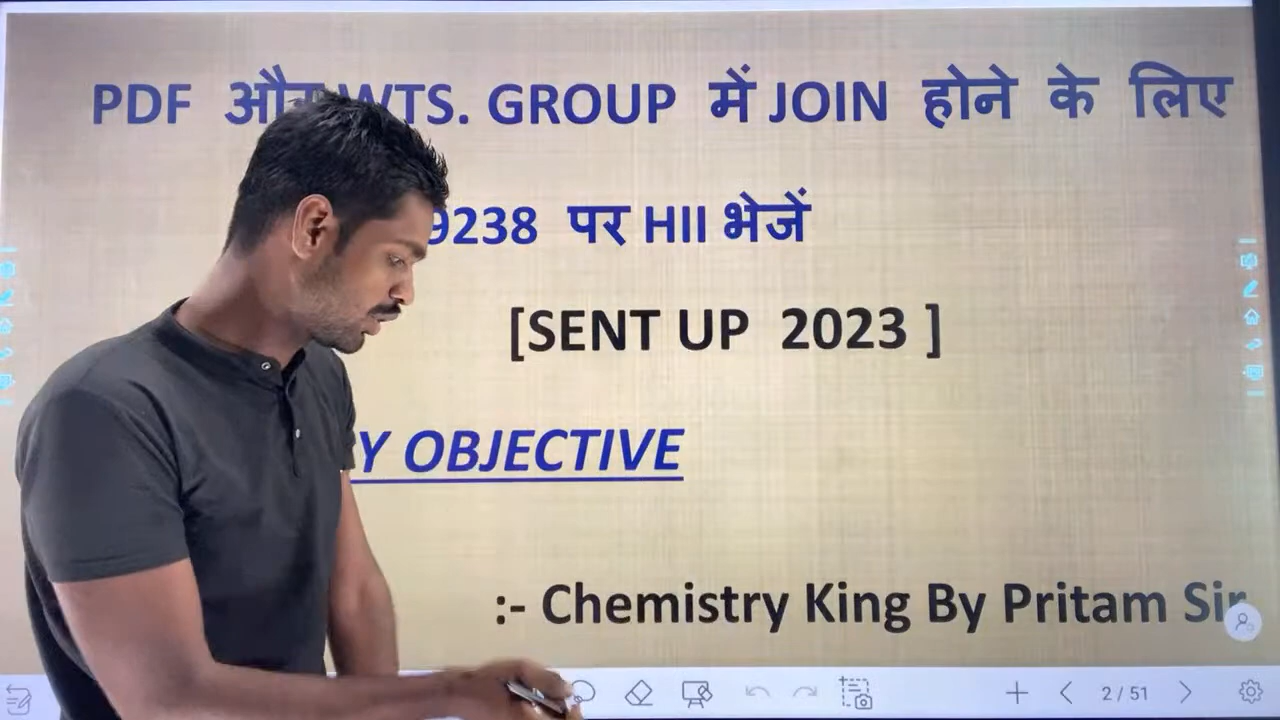 PDF और WTS. GROUP में JOIN होने के लिए
9238 पर HII भेजें
[SENT UP 2023 ]
Y OBJECTIVE
:- Chemistry King By Pritam Sir
2 / 51